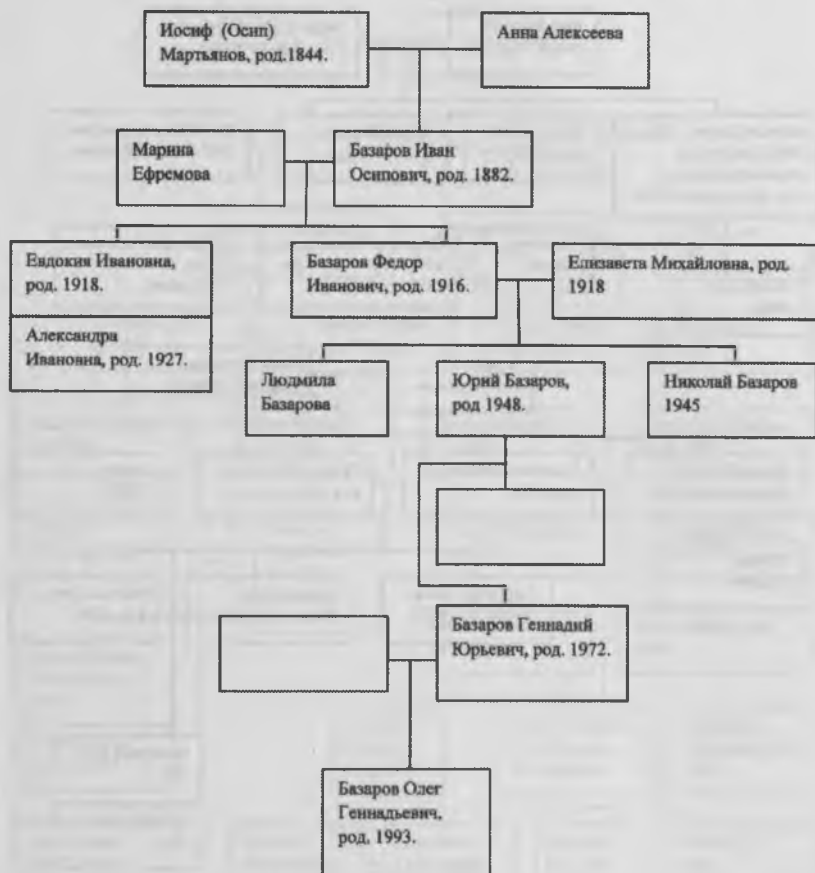 Иосиф (Осип)
Мартьянов, род.1844.
Анна Алексеева
Марина
Ефремова
Базаров Иван
Осипович, род. 1882.
Евдокия Ивановна,
род. 1918.
Базаров Федор
Иванович, род. 1916.
Елизавета Михайловна, род.
1918
Александра
Ивановна, род. 1927.
Людмила
Базарова
Юрий Базаров,
род 1948.
Николай Базаров
1945
Базаров Геннадий
Юрьевич, род. 1972.
Базаров Олег
Геннадьевич,
род. 1993.